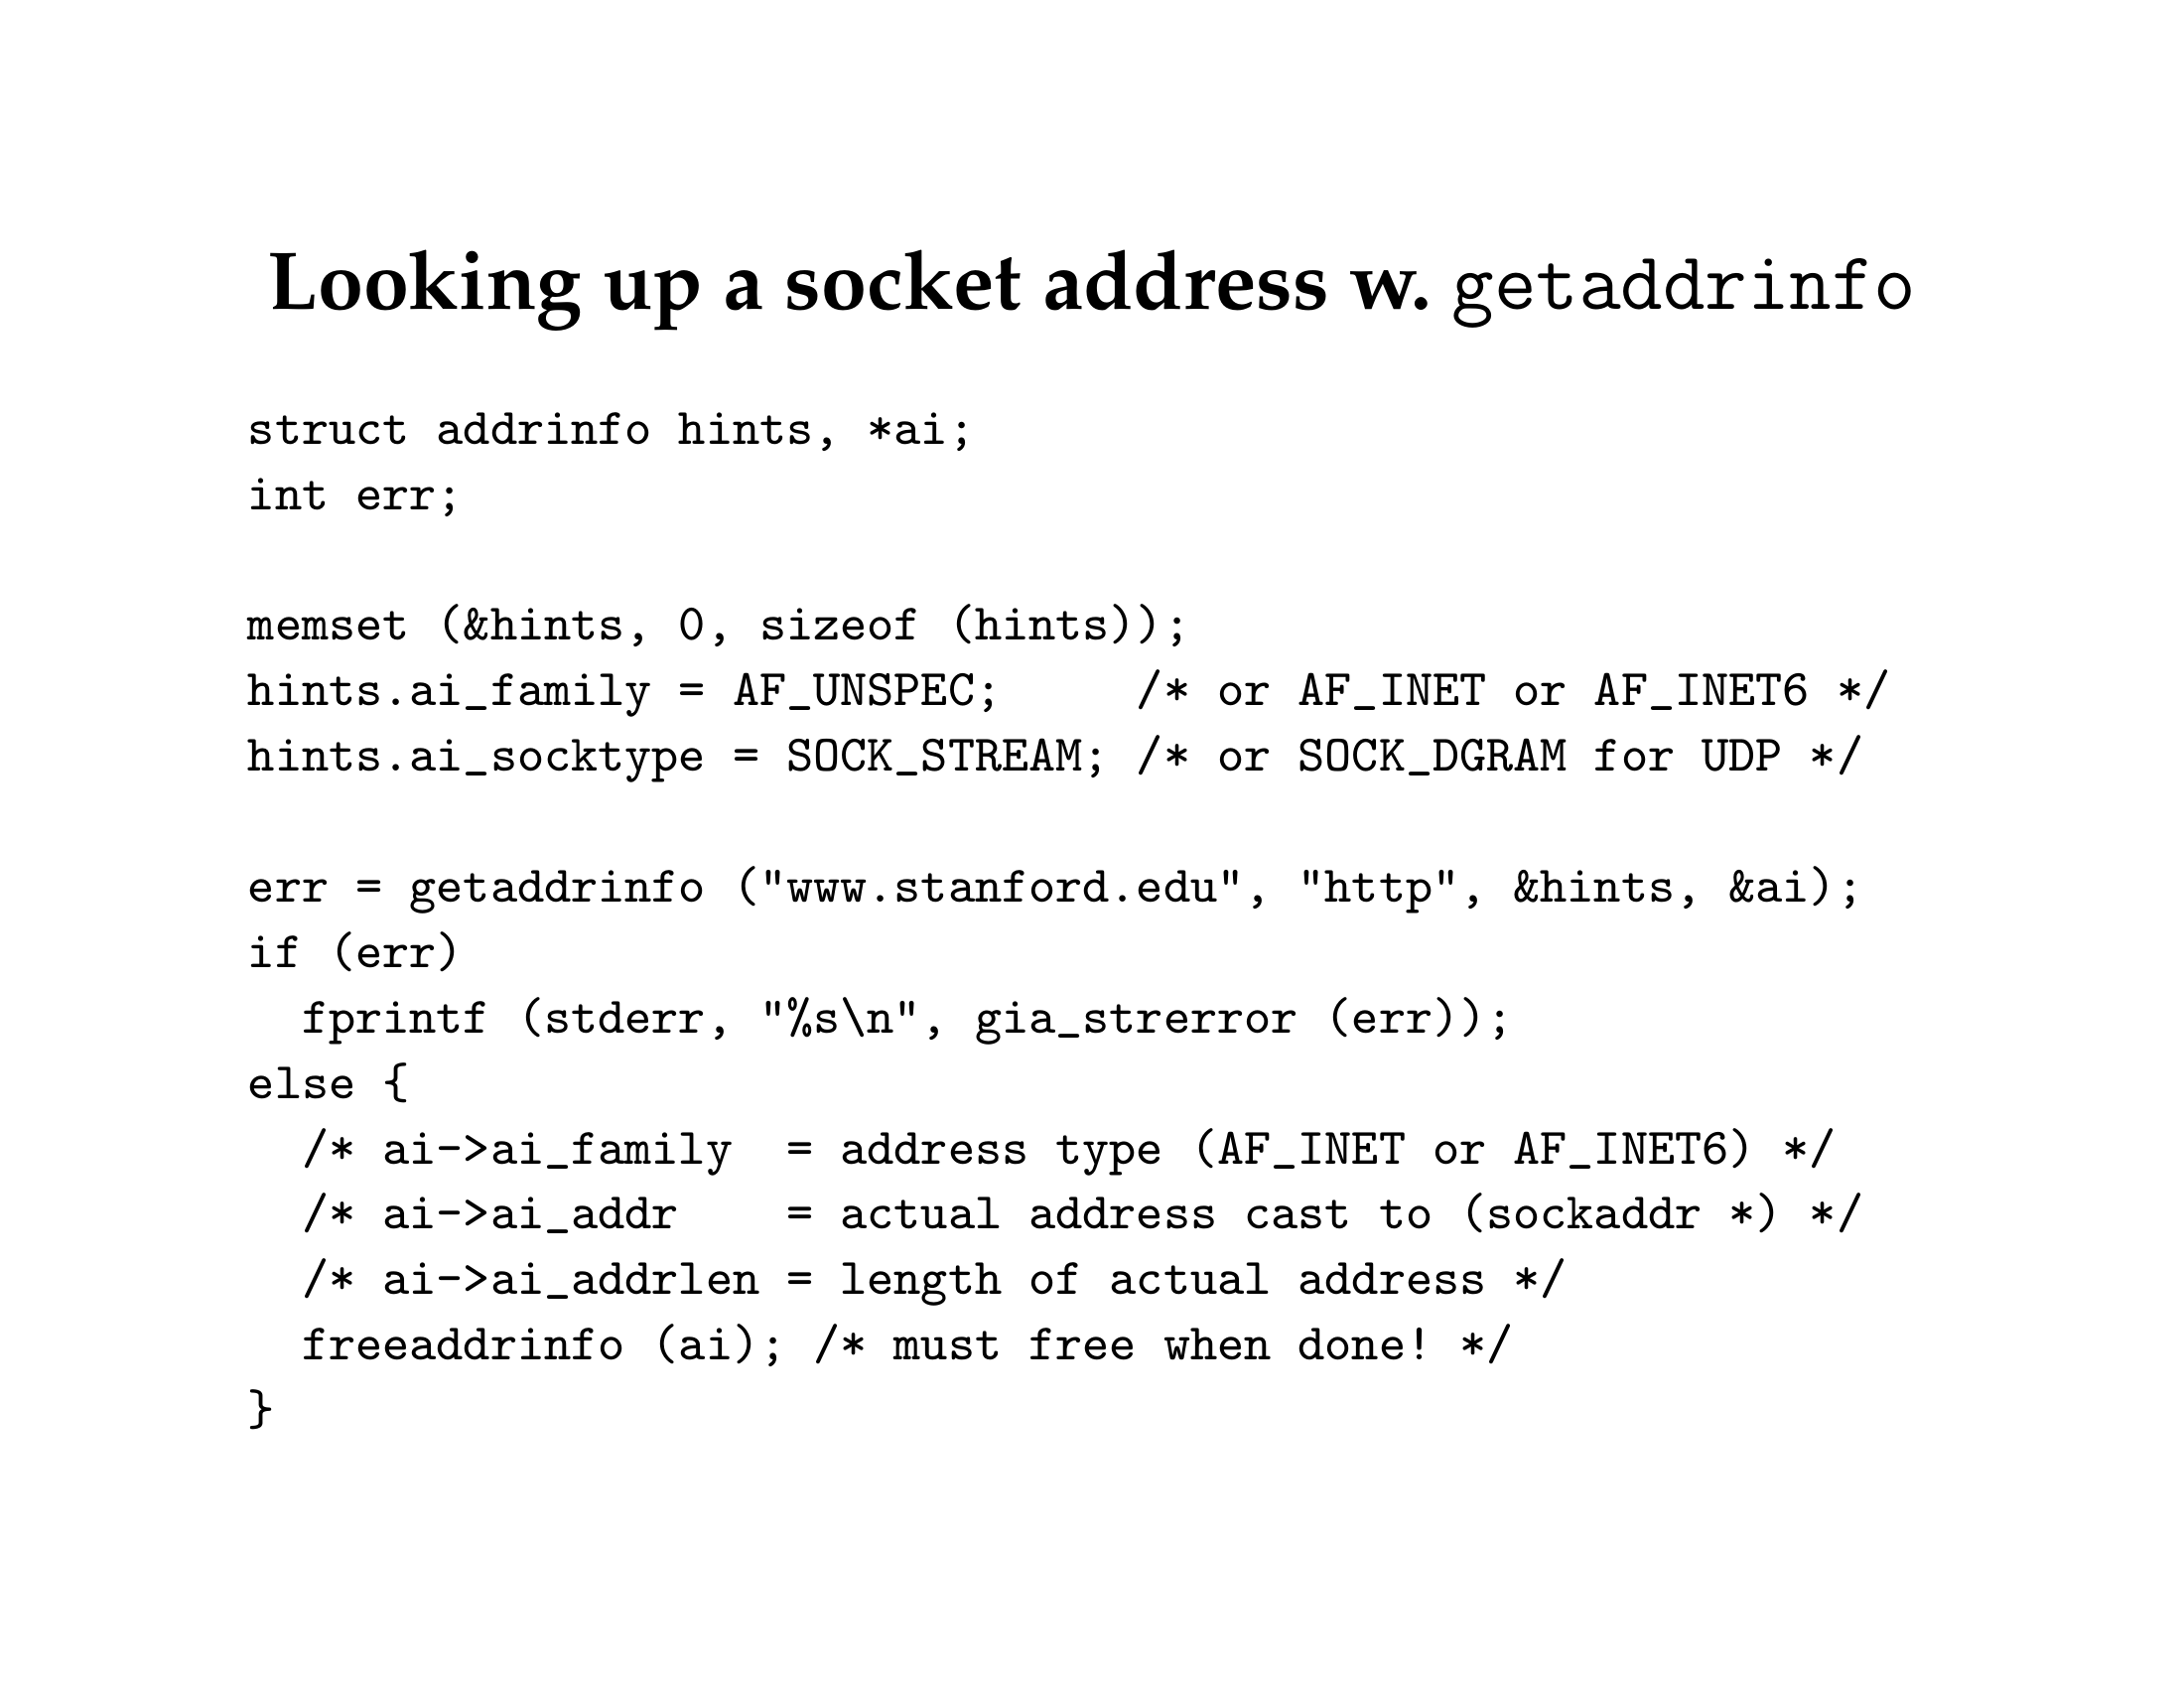 Looking up a socket address w. getaddrinfo
struct addrinfo hints, *ai;
int err;
memset (&hints, 0, sizeof (hints));
hints.ai_family = AF_UNSPEC;     /* or AF_INET or AF_INET6 */
hints.ai_socktype = SOCK_STREAM; /* or SOCK_DGRAM for UDP */
err = getaddrinfo ("www.stanford.edu", "http", &hints, &ai);
if (err)
  fprintf (stderr, "%s\n", gia_strerror (err));
else {
  /* ai->ai_family  = address type (AF_INET or AF_INET6) */
  /* ai->ai_addr    = actual address cast to (sockaddr *) */
  /* ai->ai_addrlen = length of actual address */
  freeaddrinfo (ai); /* must free when done! */
}